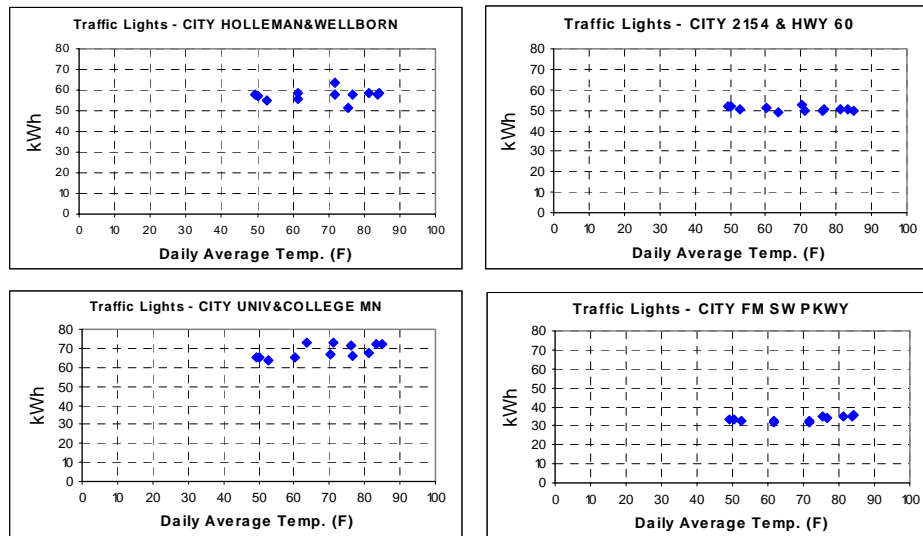 Traffic Lights - CITY HOLLEMAN&WELLBORN
80
70
60
50
40
30
20
10
0
kWh
0 10 20 30 40 50 60 70 80 90 100
Daily Average Temp. (F)
Traffic Lights - CITY 2154 & HWY 60
80
70
60
50
40
30
20
10
0
kWh
0 10 20 30 40 50 60 70 80 90 100
Daily Average Temp. (F)
Traffic Lights - CITY UNIV&COLLEGE MN
80
70
60
50
40
30
20
10
0
kWh
0 10 20 30 40 50 60 70 80 90 100
Daily Average Temp. (F)
Traffic Lights - CITY FM SW PKWY
80
70
60
50
40
30
20
10
0
kWh
0 10 20 30 40 50 60 70 80 90 100
Daily Average Temp. (F)